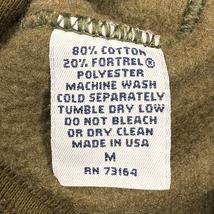 80% COTTON
20% FORTREL®
POLYESTER
MACHINE WASH
COLD SEPARATELY
TUMBLE DRY LOW
DO NOT BLEACH
OR DRY CLEAN
MADE IN USA
M
RN 73164